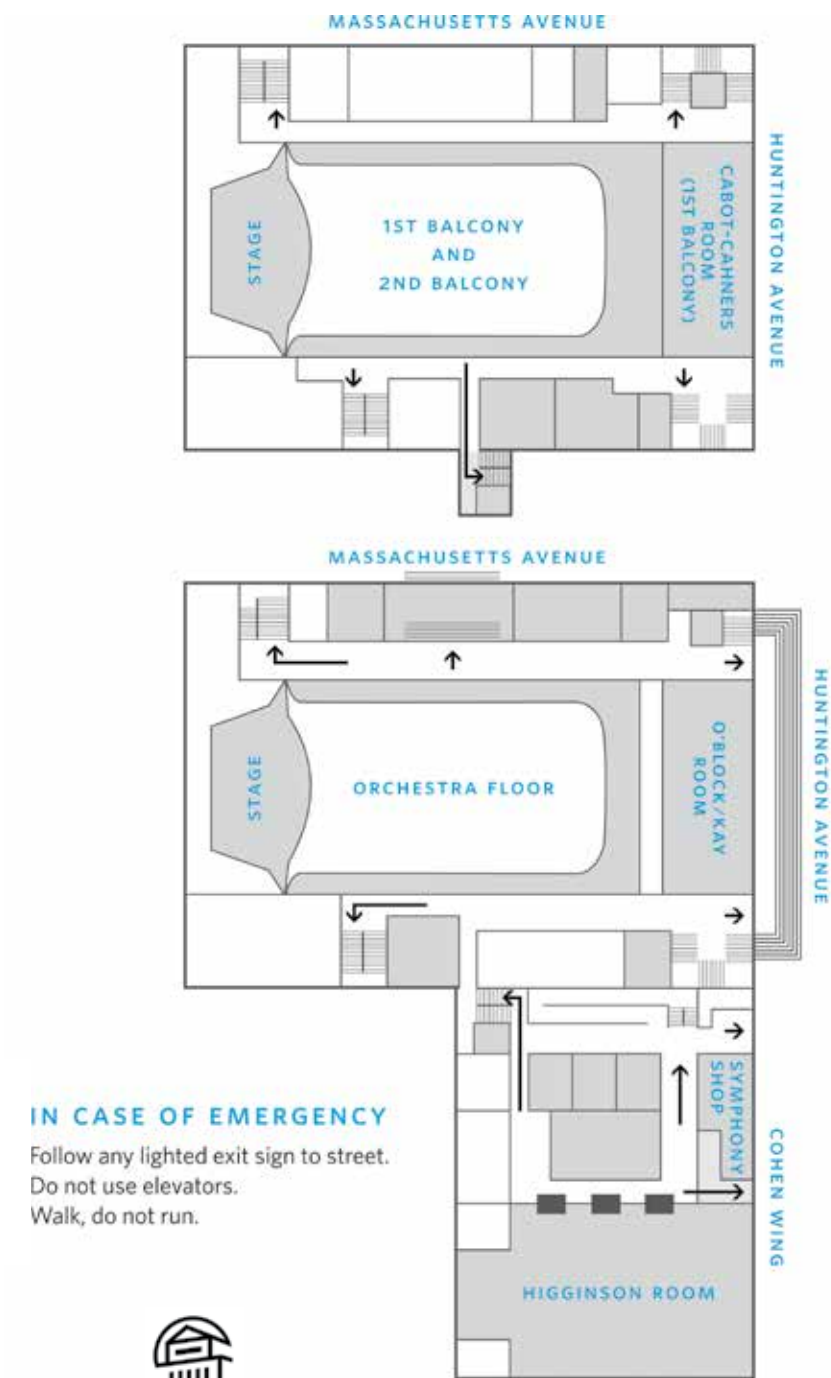 MASSACHUSETTS AVENUE
HUNTINGTON AVENUE
STAGE
1ST BALCONY
AND
2ND BALCONY
CABOT-CAHNERS
ROOM
(1ST BALCONY)
MASSACHUSETTS AVENUE
HUNTINGTON AVENUE
STAGE
ORCHESTRA FLOOR
O'BLOCK/KAY
ROOM
SYMPHONY
SHOP
COHEN WING
HIGGINSON ROOM
IN CASE OF EMERGENCY
Follow any lighted exit sign to street.
Do not use elevators.
Walk, do not run.